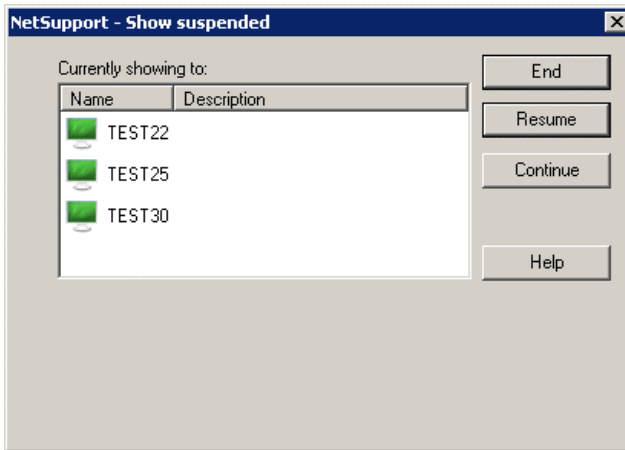 NetSupport - Show suspended
Currently showing to:
Name Description
TEST22
TEST25
TEST30
End
Resume
Continue
Help